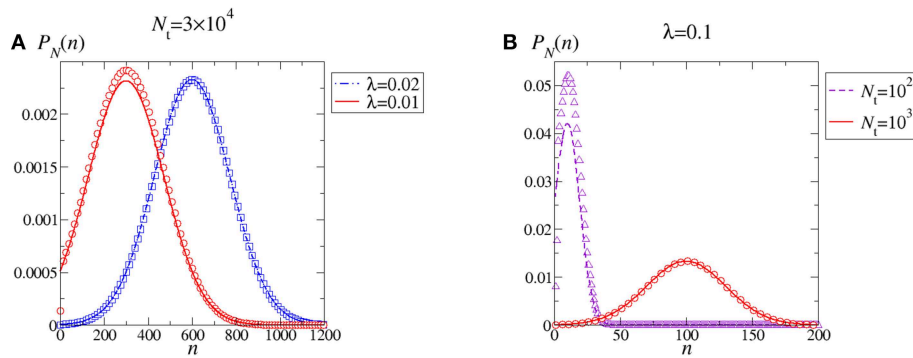 A
N_t=3×10^4
P_N(n)
0.002
0.0015
0.001
0.0005
0
0 200 400 600 800 1000 1200
n
λ=0.02
λ=0.01
B
λ=0.1
P_N(n)
0.05
0.04
0.03
0.02
0.01
0
0 50 100 150 200
n
N_t=10^2
N_t=10^3